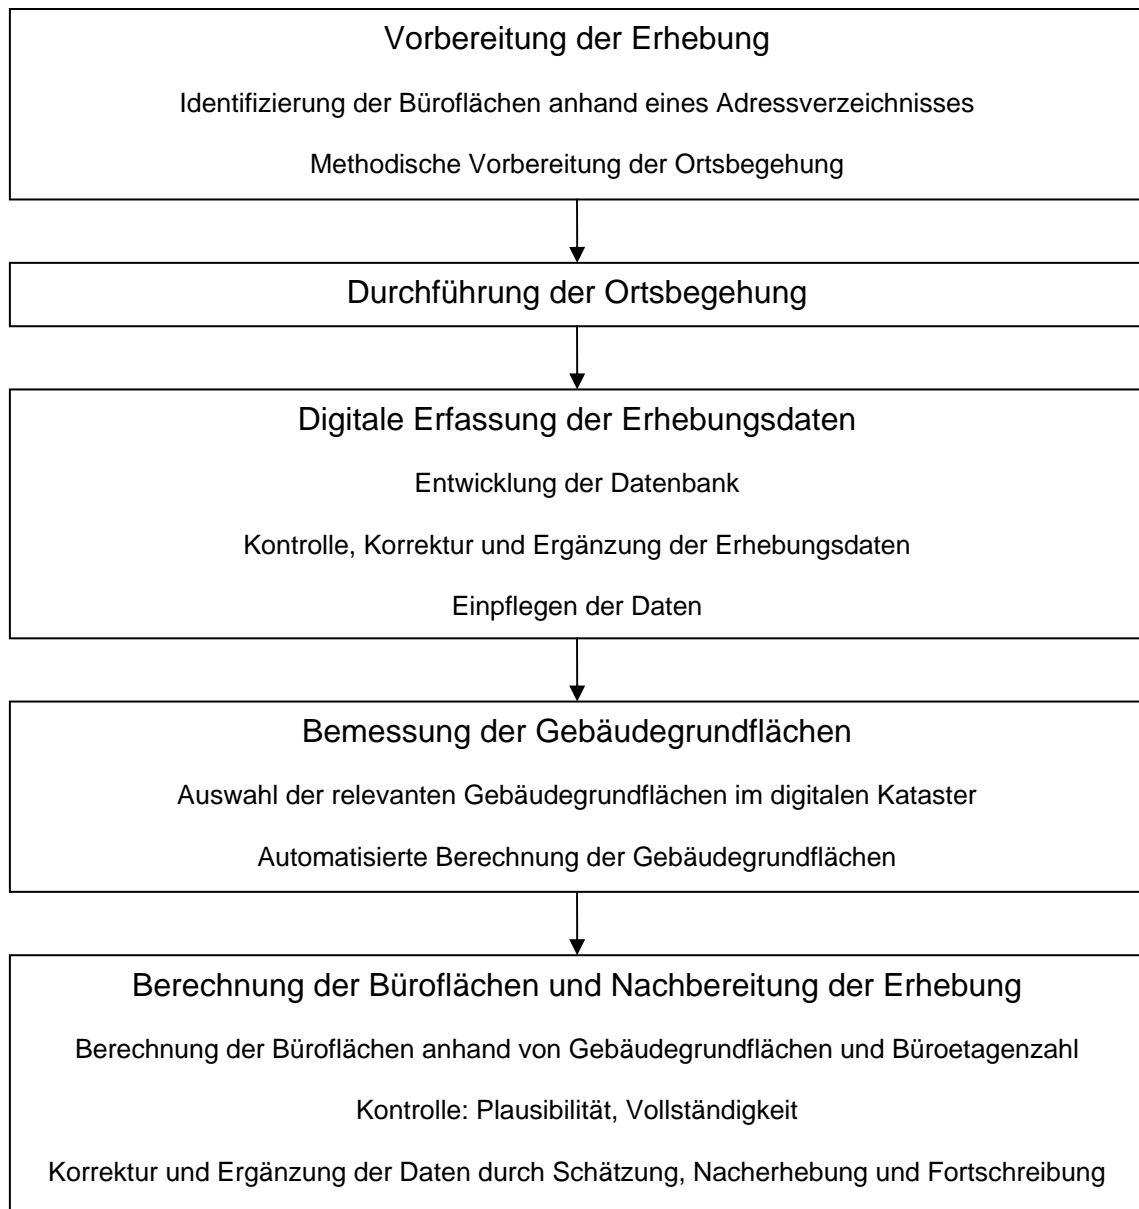 Vorbereitung der Erhebung
Identifizierung der Büroflächen anhand eines Adressverzeichnisses
Methodische Vorbereitung der Ortsbegehung
Durchführung der Ortsbegehung
Digitale Erfassung der Erhebungsdaten
Entwicklung der Datenbank
Kontrolle, Korrektur und Ergänzung der Erhebungsdaten
Einpflegen der Daten
Bemessung der Gebäudegrundflächen
Auswahl der relevanten Gebäudegrundflächen im digitalen Kataster
Automatisierte Berechnung der Gebäudegrundflächen
Berechnung der Büroflächen und Nachbereitung der Erhebung
Berechnung der Büroflächen anhand von Gebäudegrundflächen und Büroetagenzahl
Kontrolle: Plausibilität, Vollständigkeit
Korrektur und Ergänzung der Daten durch Schätzung, Nacherhebung und Fortschreibung